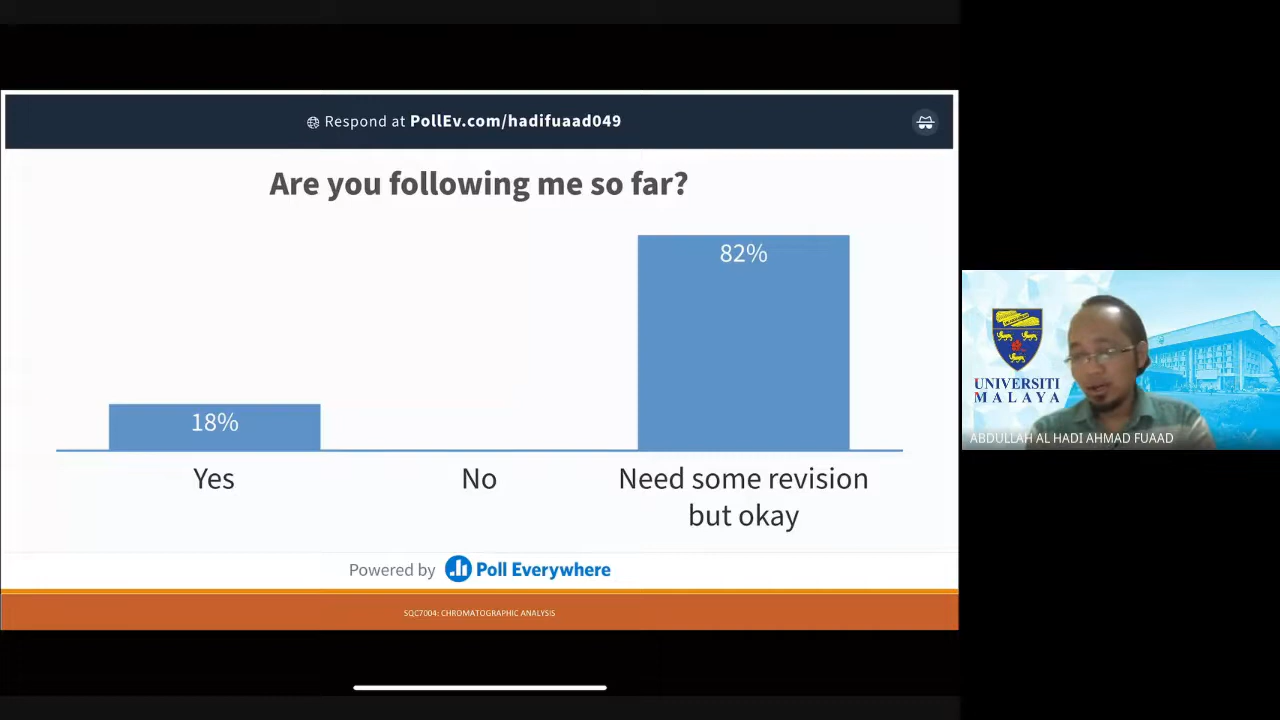 Respond at PollEv.com/hadifuaad049
Are you following me so far?
82%
18%
Yes
No
Need some revision
but okay
Powered by Poll Everywhere
SQC7004: CHROMATOGRAPHIC ANALYSIS
UNIVERSITI
MALAYA
ABDULLAH AL HADI AHMAD FUAAD